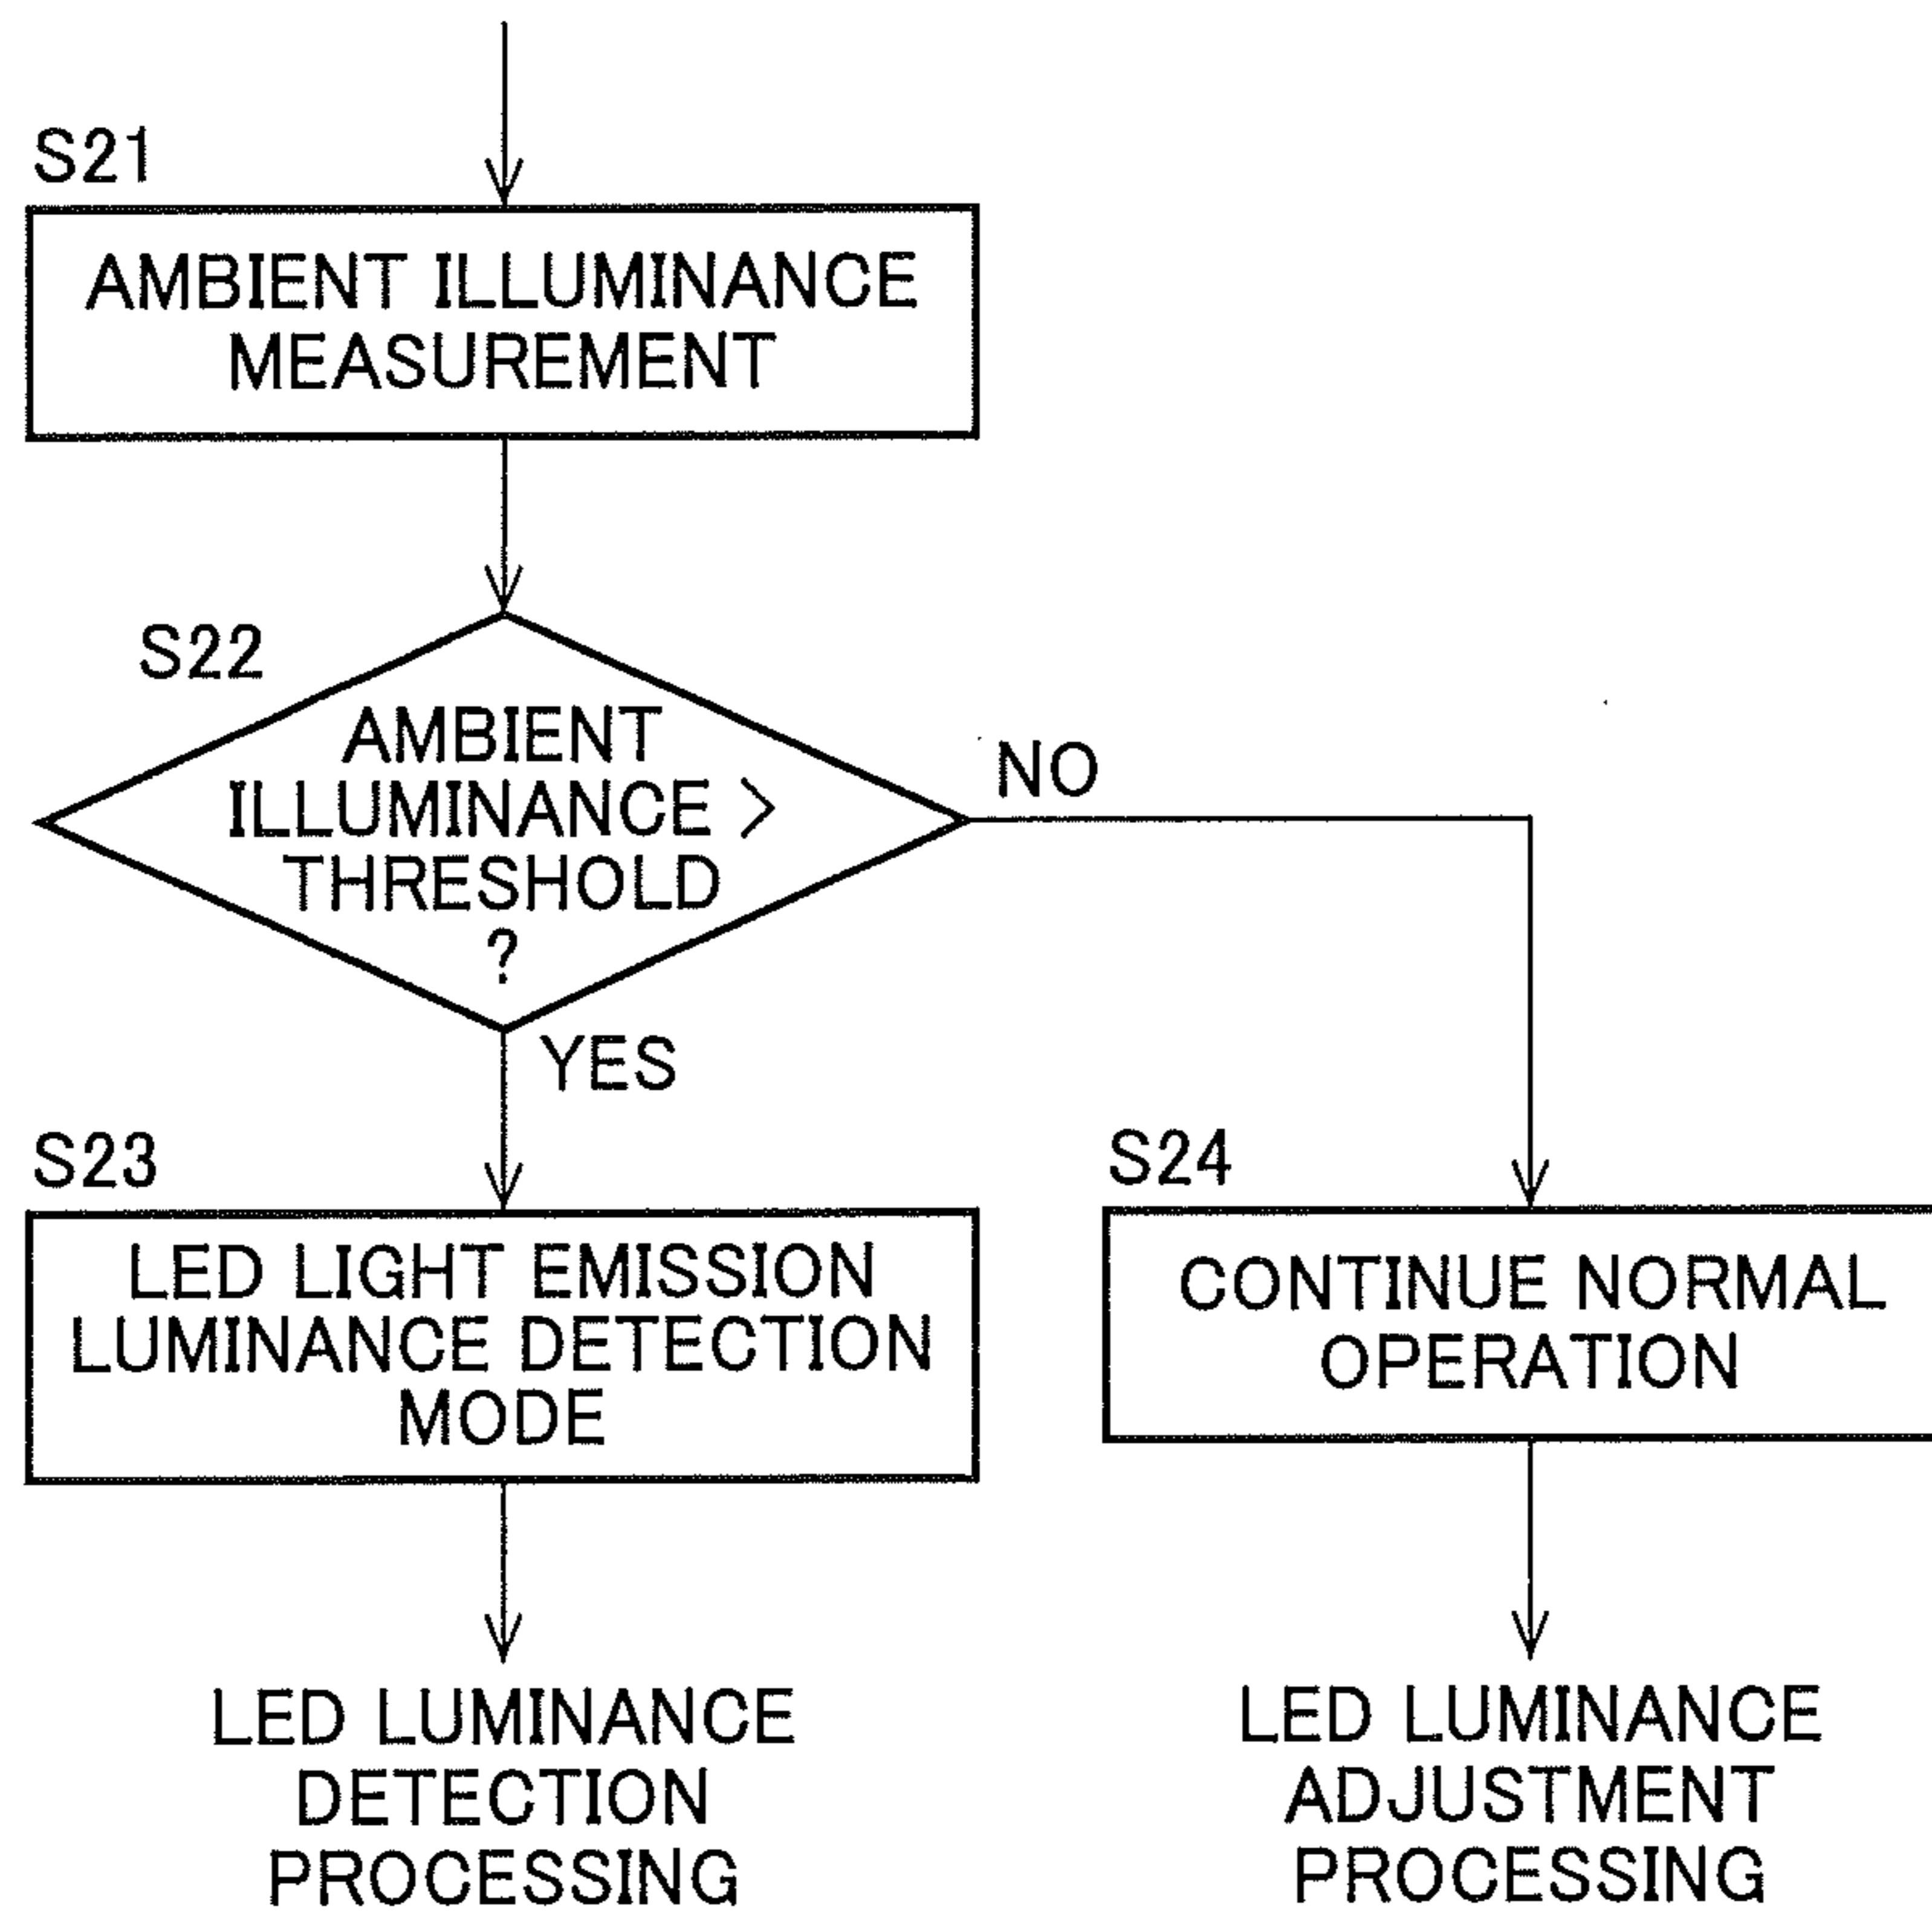 S21
AMBIENT ILLUMINANCE
MEASUREMENT
S22
AMBIENT
ILLUMINANCE >
THRESHOLD
?
NO
YES
S23
LED LIGHT EMISSION
LUMINANCE DETECTION
MODE
S24
CONTINUE NORMAL
OPERATION
LED LUMINANCE
DETECTION
PROCESSING
LED LUMINANCE
ADJUSTMENT
PROCESSING